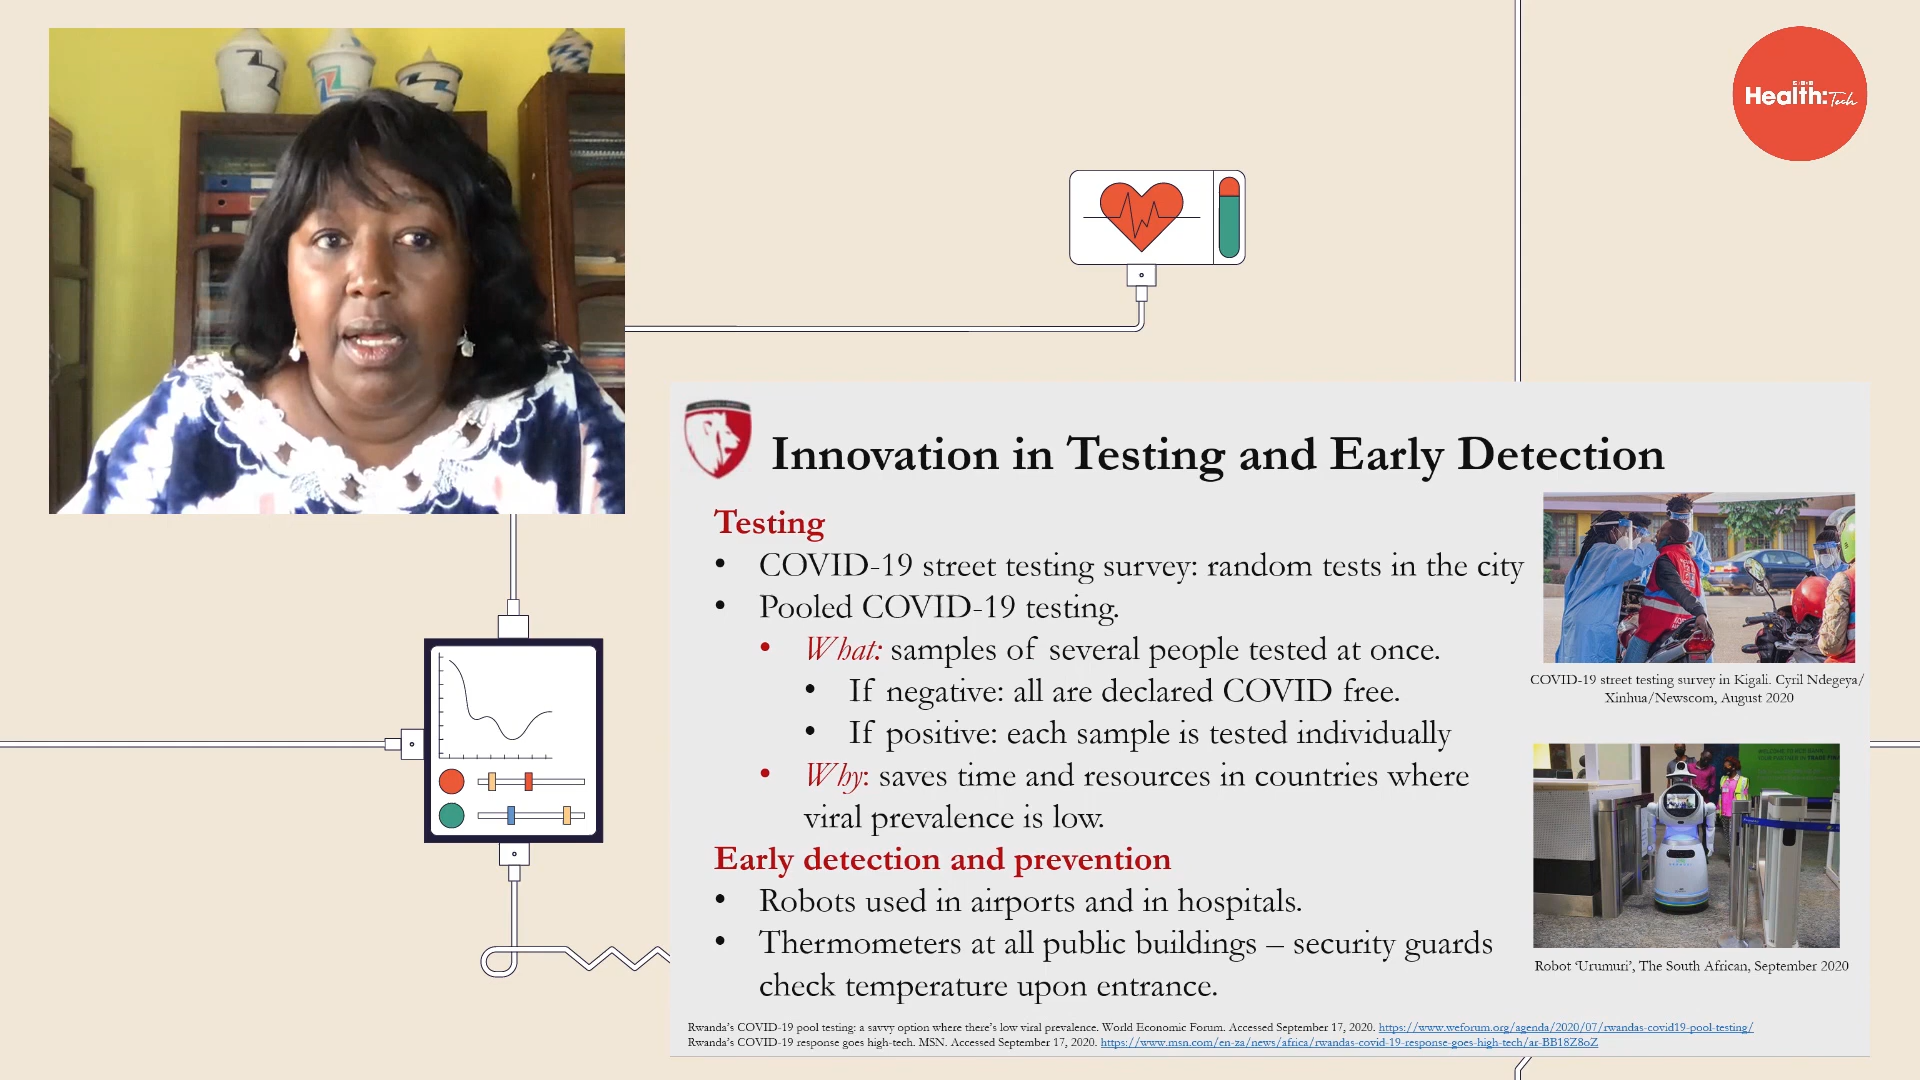 Health:Tech
Innovation in Testing and Early Detection
Testing
• COVID-19 street testing survey: random tests in the city
• Pooled COVID-19 testing.
• What: samples of several people tested at once.
• If negative: all are declared COVID free.
• If positive: each sample is tested individually
• Why: saves time and resources in countries where
viral prevalence is low.
Early detection and prevention
• Robots used in airports and in hospitals.
• Thermometers at all public buildings – security guards
check temperature upon entrance.
COVID-19 street testing survey in Kigali. Cyril Ndegeya/
Xinhua/Newscom, August 2020
Robot ‘Urumuri’, The South African, September 2020
Rwanda’s COVID-19 pool testing: a savvy option where there’s low viral prevalence. World Economic Forum. Accessed September 17, 2020. https://www.weforum.org/agenda/2020/07/rwandas-covid19-pool-testing/
Rwanda’s COVID-19 response goes high-tech. MSN. Accessed September 17, 2020. https://www.msn.com/en-za/news/africa/rwandas-covid-19-response-goes-high-tech/ar-BB18Z8oZ